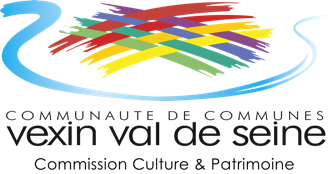 COMMUNAUTE DE COMMUNES
vexin val de seine
Commission Culture & Patrimoine